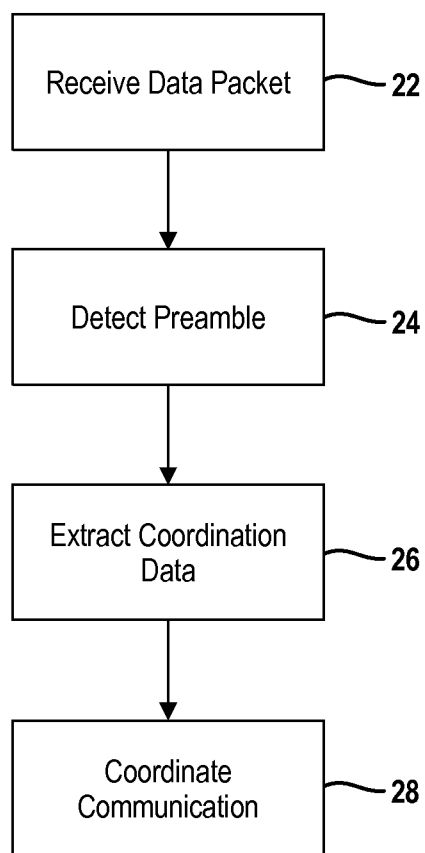 Receive Data Packet
22
Detect Preamble
24
Extract Coordination
Data
26
Coordinate
Communication
28